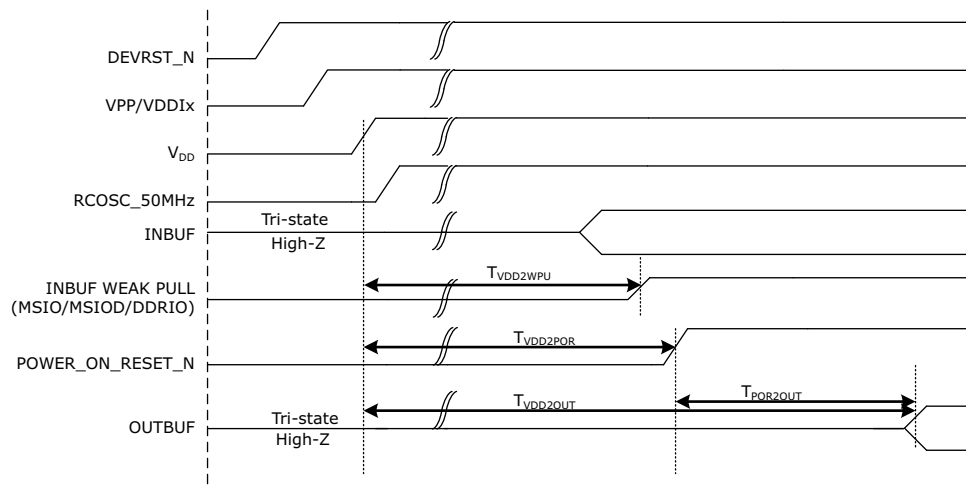 DEVRST_N
VPP/VDDIx
VDD
RCOSC_50MHz
Tri-state
INBUF
High-Z
TVDD2WPU
INBUF WEAK PULL
(MSIO/MSIOD/DDRIO)
TVDD2POR
POWER_ON_RESET_N
TPOR2OUT
TVDD2OUT
Tri-state
OUTBUF
High-Z